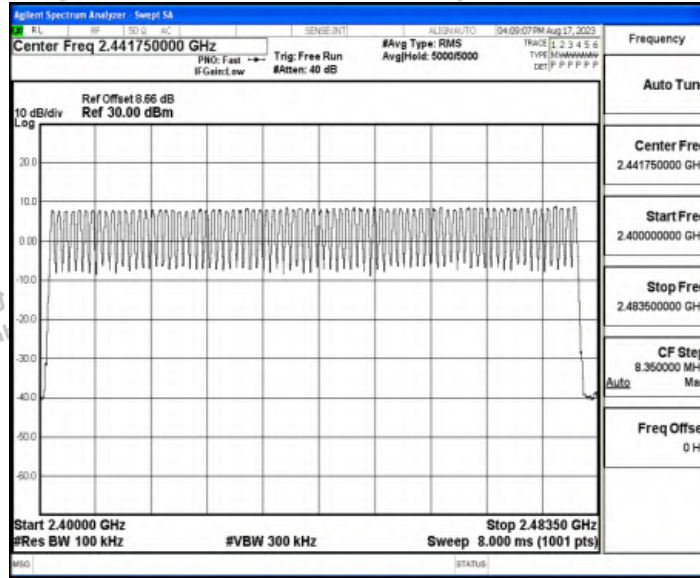 Agilent Spectrum Analyzer - Swept SA
RL RF 50 Ω AC SENSE:INT ALIGN AUTO 04:09:07 PM Aug 17, 2023
Center Freq 2.441750000 GHz
PNO: Fast Trig: Free Run #Avg Type: RMS TRACE 1 2 3 4 5 6
IFGain:Low #Atten: 40 dB Avg|Hold: 5000/5000 TYPE MWWWWW
DET P P P P P P
Ref Offset 8.66 dB
10 dB/div Ref 30.00 dBm
Log
20.0
10.0
0.00
-10.0
-20.0
-30.0
-40.0
-50.0
-60.0
Start 2.40000 GHz Stop 2.48350 GHz
#Res BW 100 kHz #VBW 300 kHz Sweep 8.000 ms (1001 pts)
MSG STATUS
Frequency
Auto Tun
Center Fre
2.441750000 GH
Start Fre
2.400000000 GH
Stop Fre
2.483500000 GH
CF Step
8.350000 MH
Auto Ma
Freq Offse
0 H